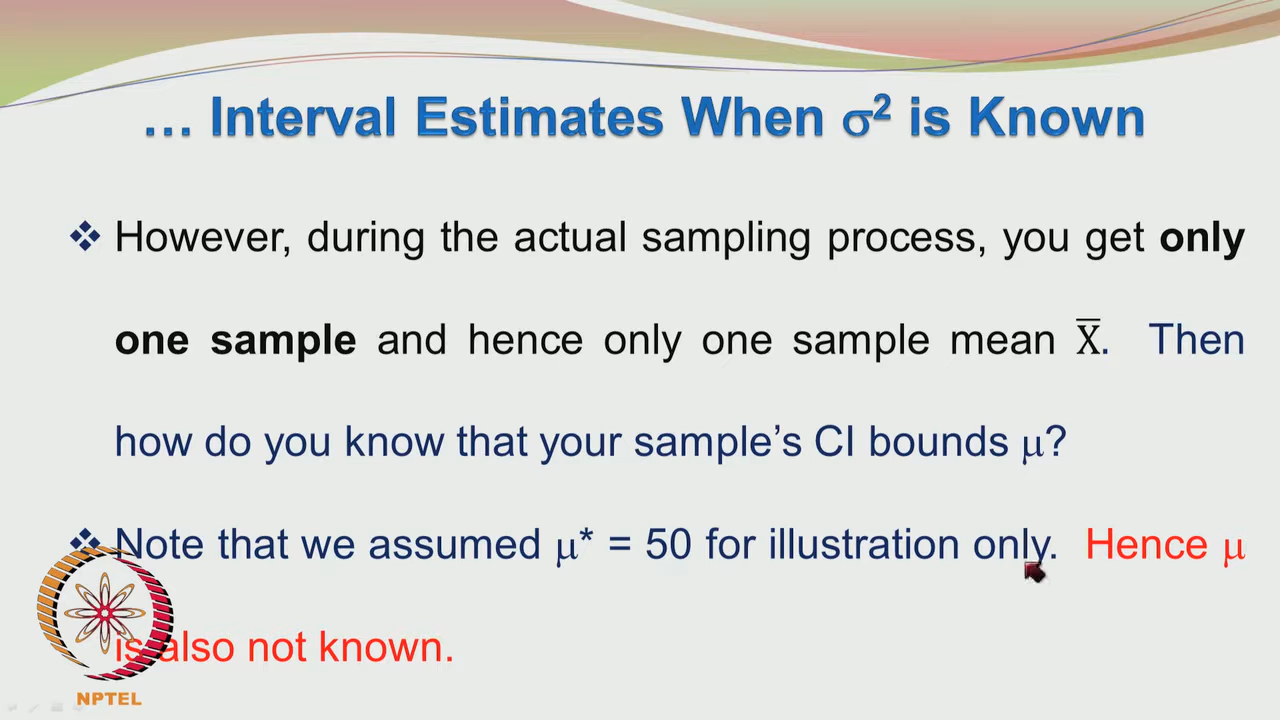 ... Interval Estimates When σ² is Known
❖ However, during the actual sampling process, you get only
one sample and hence only one sample mean X̅. Then
how do you know that your sample’s CI bounds μ?
❖ Note that we assumed μ* = 50 for illustration only. Hence μ
is also not known.
NPTEL